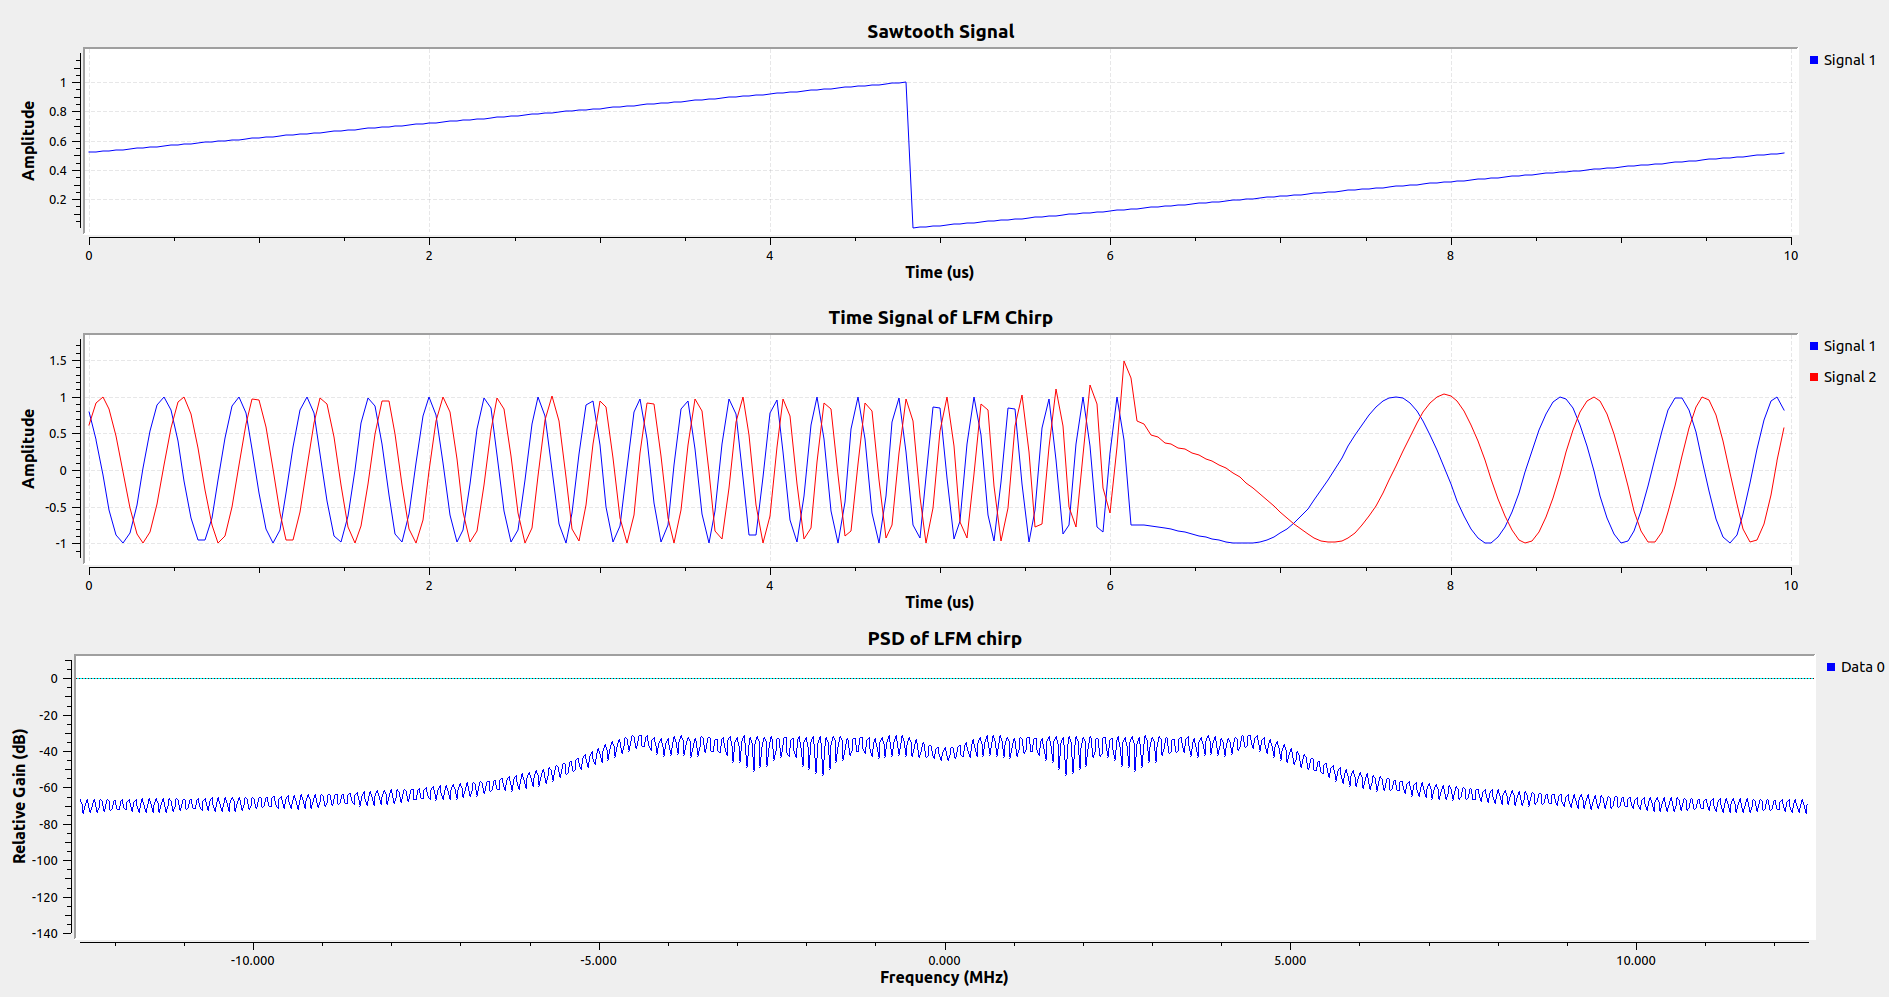 Sawtooth Signal
Signal 1
Amplitude
1
0.8
0.6
0.4
0.2
0 2 4 6 8 10
Time (us)
Time Signal of LFM Chirp
Signal 1
Signal 2
Amplitude
1.5
1
0.5
0
-0.5
-1
0 2 4 6 8 10
Time (us)
PSD of LFM chirp
Data 0
Relative Gain (dB)
0
-20
-40
-60
-80
-100
-120
-140
-10.000 -5.000 0.000 5.000 10.000
Frequency (MHz)